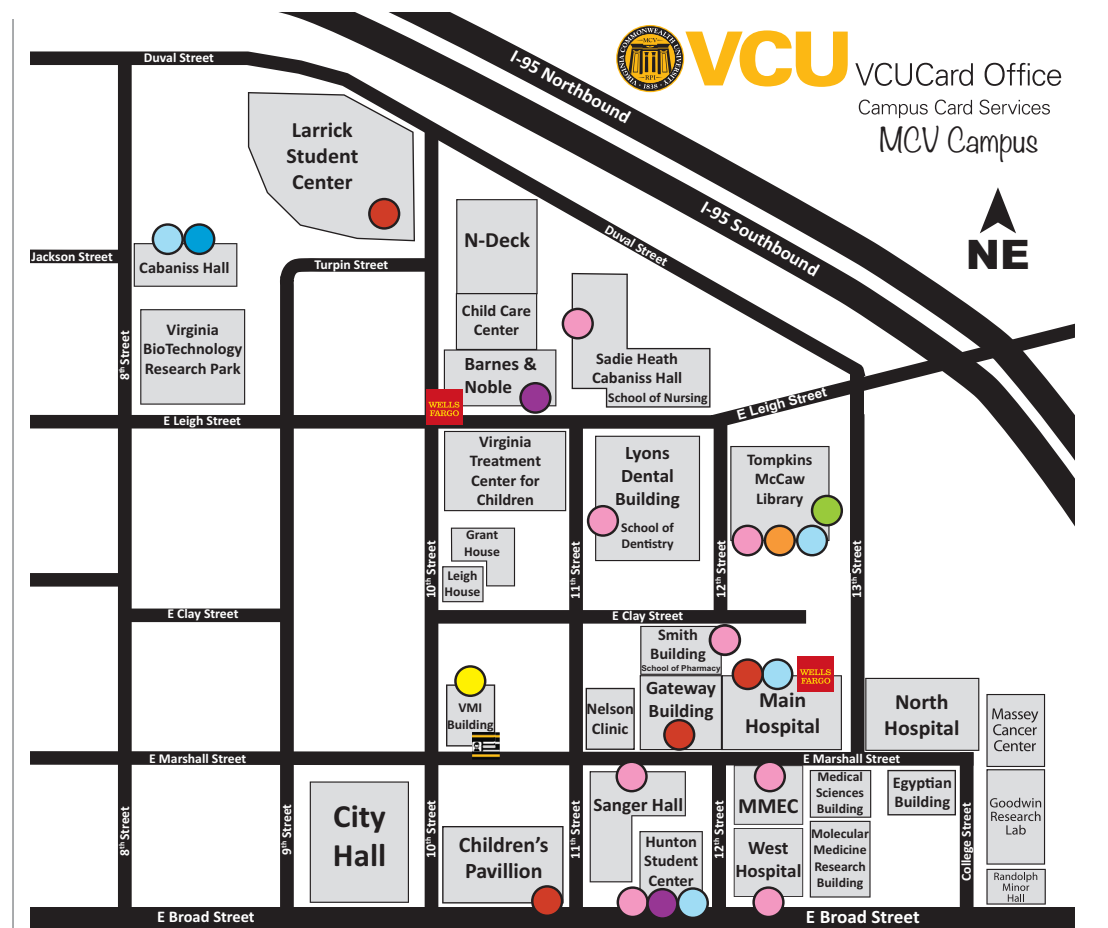 VCU
VIRGINIA COMMONWEALTH UNIVERSITY
MCV
RPI
1838
VCUCard Office
Campus Card Services
MCV Campus
NE
I-95 Northbound
I-95 Southbound
Duval Street
Duval Street
Larrick
Student
Center
Jackson Street
Cabaniss Hall
Turpin Street
N-Deck
Child Care
Center
Virginia
BioTechnology
Research Park
8th Street
Barnes &
Noble
WELLS
FARGO
Sadie Heath
Cabaniss Hall
School of Nursing
E Leigh Street
E Leigh Street
Virginia
Treatment
Center for
Children
Lyons
Dental
Building
School of
Dentistry
Tompkins
McCaw
Library
Grant
House
Leigh
House
10th Street
11th Street
12th Street
13th Street
E Clay Street
E Clay Street
Smith
Building
School of Pharmacy
VMI
Building
Nelson
Clinic
Gateway
Building
WELLS
FARGO
Main
Hospital
North
Hospital
Massey
Cancer
Center
E Marshall Street
E Marshall Street
City
Hall
Children's
Pavilion
Sanger Hall
Hunton
Student
Center
MMEC
West
Hospital
Medical
Sciences
Building
Molecular
Medicine
Research
Building
Egyptian
Building
Goodwin
Research
Lab
Randolph
Minor
Hall
8th Street
9th Street
10th Street
11th Street
12th Street
College Street
E Broad Street
E Broad Street